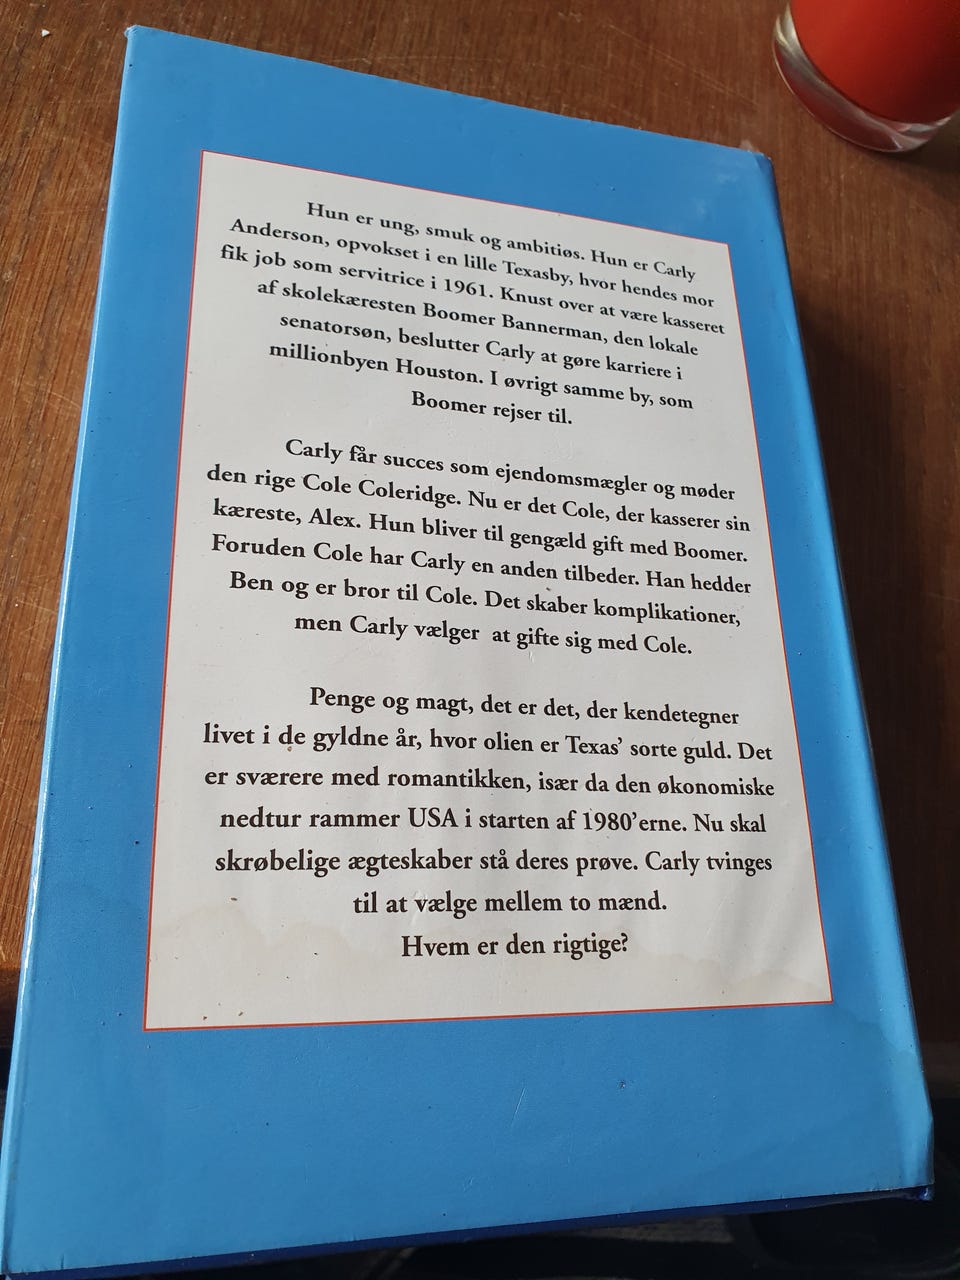 Hun er ung, smuk og ambitiøs. Hun er Carly
Anderson, opvokset i en lille Texasby, hvor hendes mor
fik job som servitrice i 1961. Knust over at være kasseret
af skolekæresten Boomer Bannerman, den lokale
senatorsøn, beslutter Carly at gøre karriere i
millionbyen Houston. I øvrigt samme by, som
Boomer rejser til.
Carly får succes som ejendomsmægler og møder
den rige Cole Coleridge. Nu er det Cole, der kasserer sin
kæreste, Alex. Hun bliver til gengæld gift med Boomer.
Foruden Cole har Carly en anden tilbeder. Han hedder
Ben og er bror til Cole. Det skaber komplikationer,
men Carly vælger at gifte sig med Cole.
Penge og magt, det er det, der kendetegner
livet i de gyldne år, hvor olien er Texas’ sorte guld. Det
er sværere med romantikken, især da den økonomiske
nedtur rammer USA i starten af 1980’erne. Nu skal
skrøbelige ægteskaber stå deres prøve. Carly tvinges
til at vælge mellem to mænd.
Hvem er den rigtige?